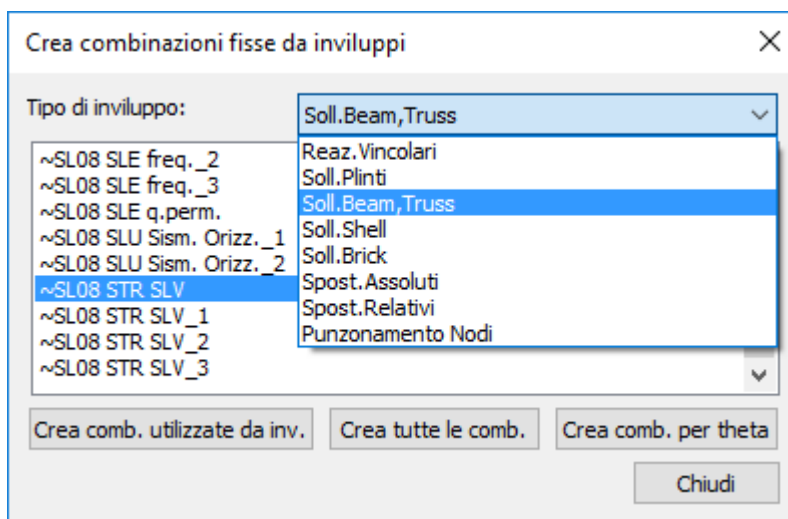 Crea combinazioni fisse da inviluppi
Tipo di inviluppo:
Soll.Beam,Truss
Reaz.Vincolari
Soll.Plinti
Soll.Beam,Truss
Soll.Shell
Soll.Brick
Spost.Assoluti
Spost.Relativi
Punzonamento Nodi
~SL08 SLE freq._2
~SL08 SLE freq._3
~SL08 SLE q.perm.
~SL08 SLU Sism. Orizz._1
~SL08 SLU Sism. Orizz._2
~SL08 STR SLV
~SL08 STR SLV_1
~SL08 STR SLV_2
~SL08 STR SLV_3
Crea comb. utilizzate da inv.
Crea tutte le comb.
Crea comb. per theta
Chiudi